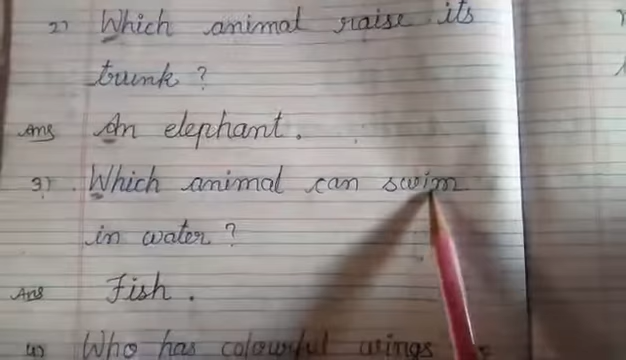 2) Which animal raise its
trunk ?
Ans An elephant .
3) . Which animal can swim
in water ?
Ans Fish .
4) Who has colourful wings